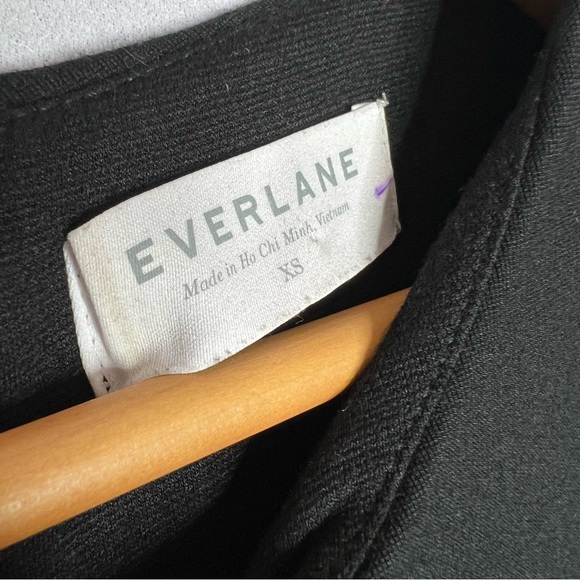 EVERLANE
Made in Ho Chi Minh, Vietnam
XS